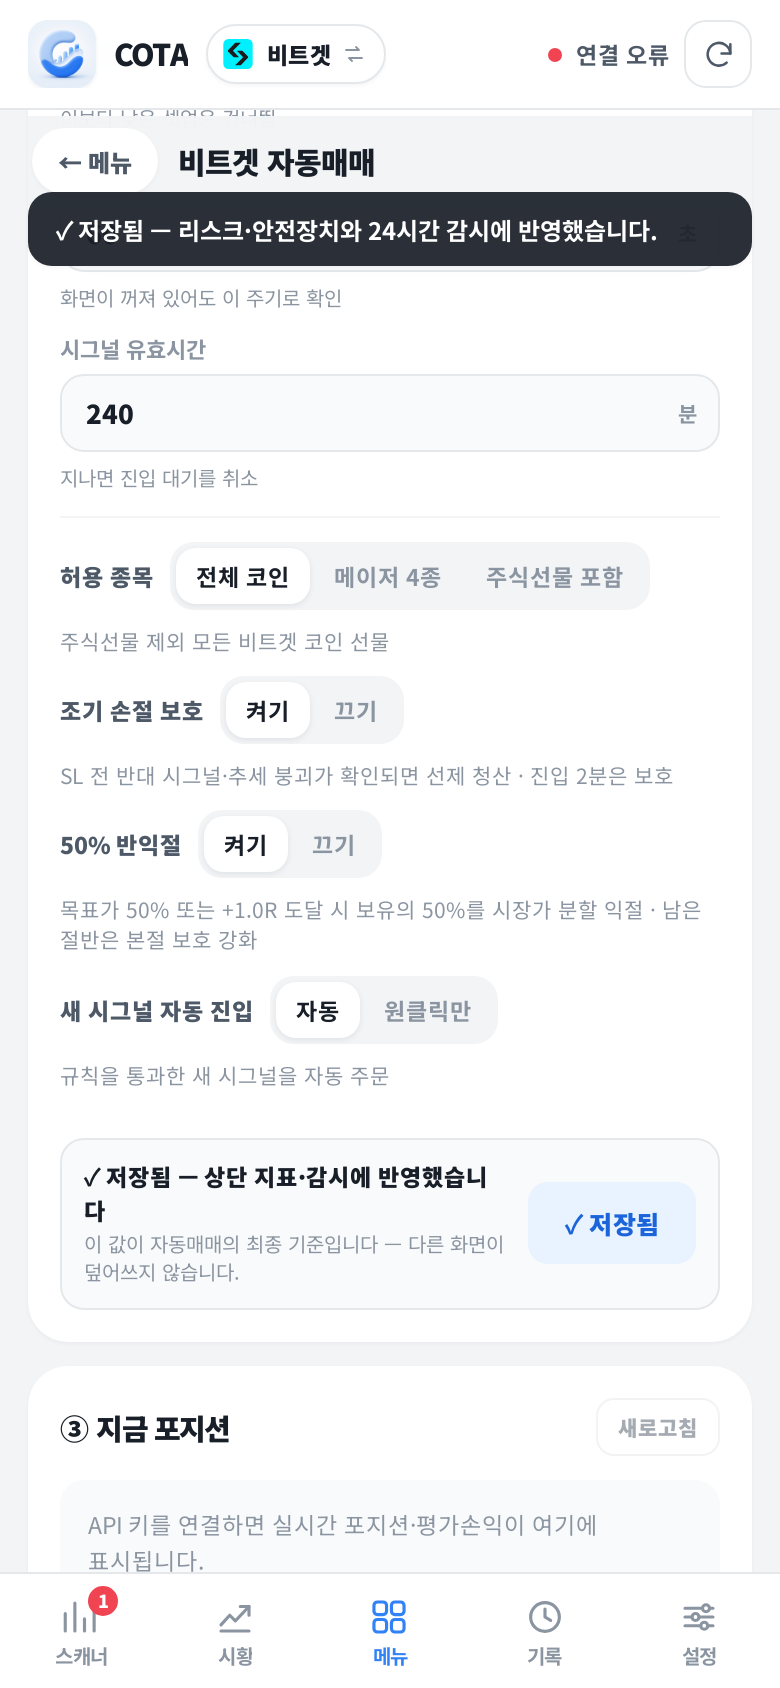 COTA
비트겟
연결 오류
← 메뉴
비트겟 자동매매
✓ 저장됨 — 리스크·안전장치와 24시간 감시에 반영했습니다.
초
화면이 꺼져 있어도 이 주기로 확인
시그널 유효시간
240
분
지나면 진입 대기를 취소
허용 종목
전체 코인
메이저 4종
주식선물 포함
주식선물 제외 모든 비트겟 코인 선물
조기 손절 보호
켜기
끄기
SL 전 반대 시그널·추세 붕괴가 확인되면 선제 청산 · 진입 2분은 보호
50% 반익절
켜기
끄기
목표가 50% 또는 +1.0R 도달 시 보유의 50%를 시장가 분할 익절 · 남은
절반은 본절 보호 강화
새 시그널 자동 진입
자동
원클릭만
규칙을 통과한 새 시그널을 자동 주문
✓ 저장됨 — 상단 지표·감시에 반영했습니
다
이 값이 자동매매의 최종 기준입니다 — 다른 화면이
덮어쓰지 않습니다.
✓ 저장됨
③ 지금 포지션
새로고침
API 키를 연결하면 실시간 포지션·평가손익이 여기에
표시됩니다.
1
스캐너
시황
메뉴
기록
설정